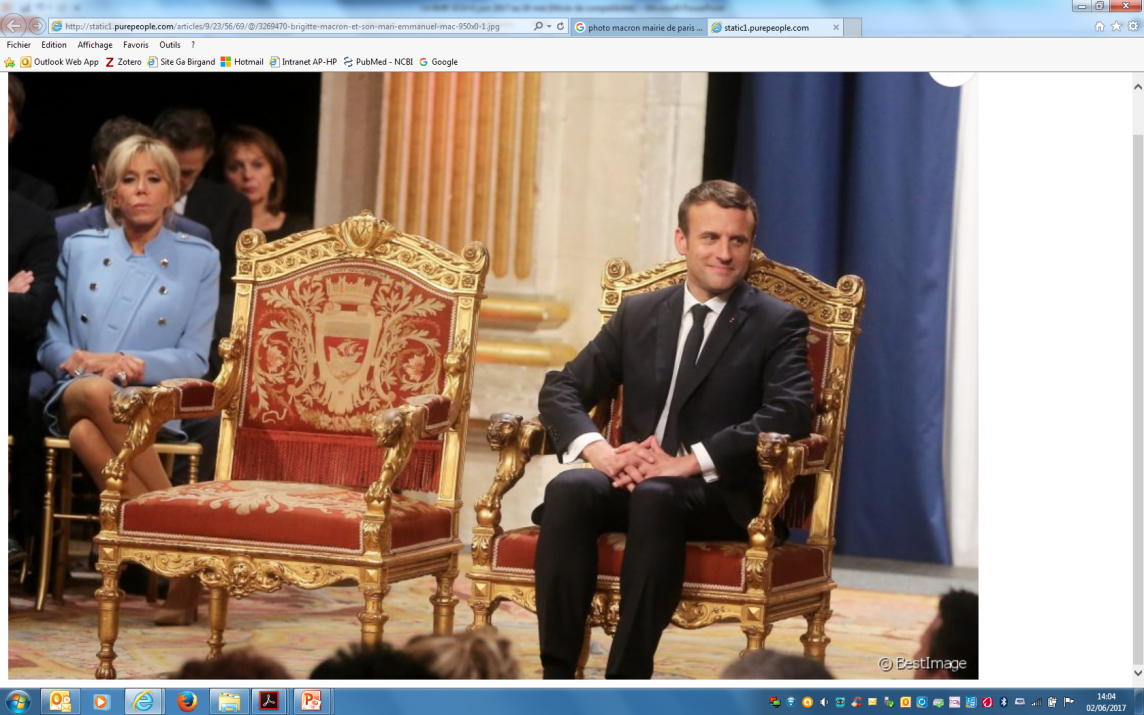 http://static1.purepeople.com/articles/9/23/56/69/@/3269470-brigitte-macron-et-son-mari-emmanuel-mac-950x0-1.jpg
photo macron mairie de paris ...
static1.purepeople.com
Fichier Edition Affichage Favoris Outils ?
Outlook Web App Zotero Site Ga Birgand Hotmail Intranet AP-HP PubMed - NCBI Google
© BestImage
14:04
02/06/2017